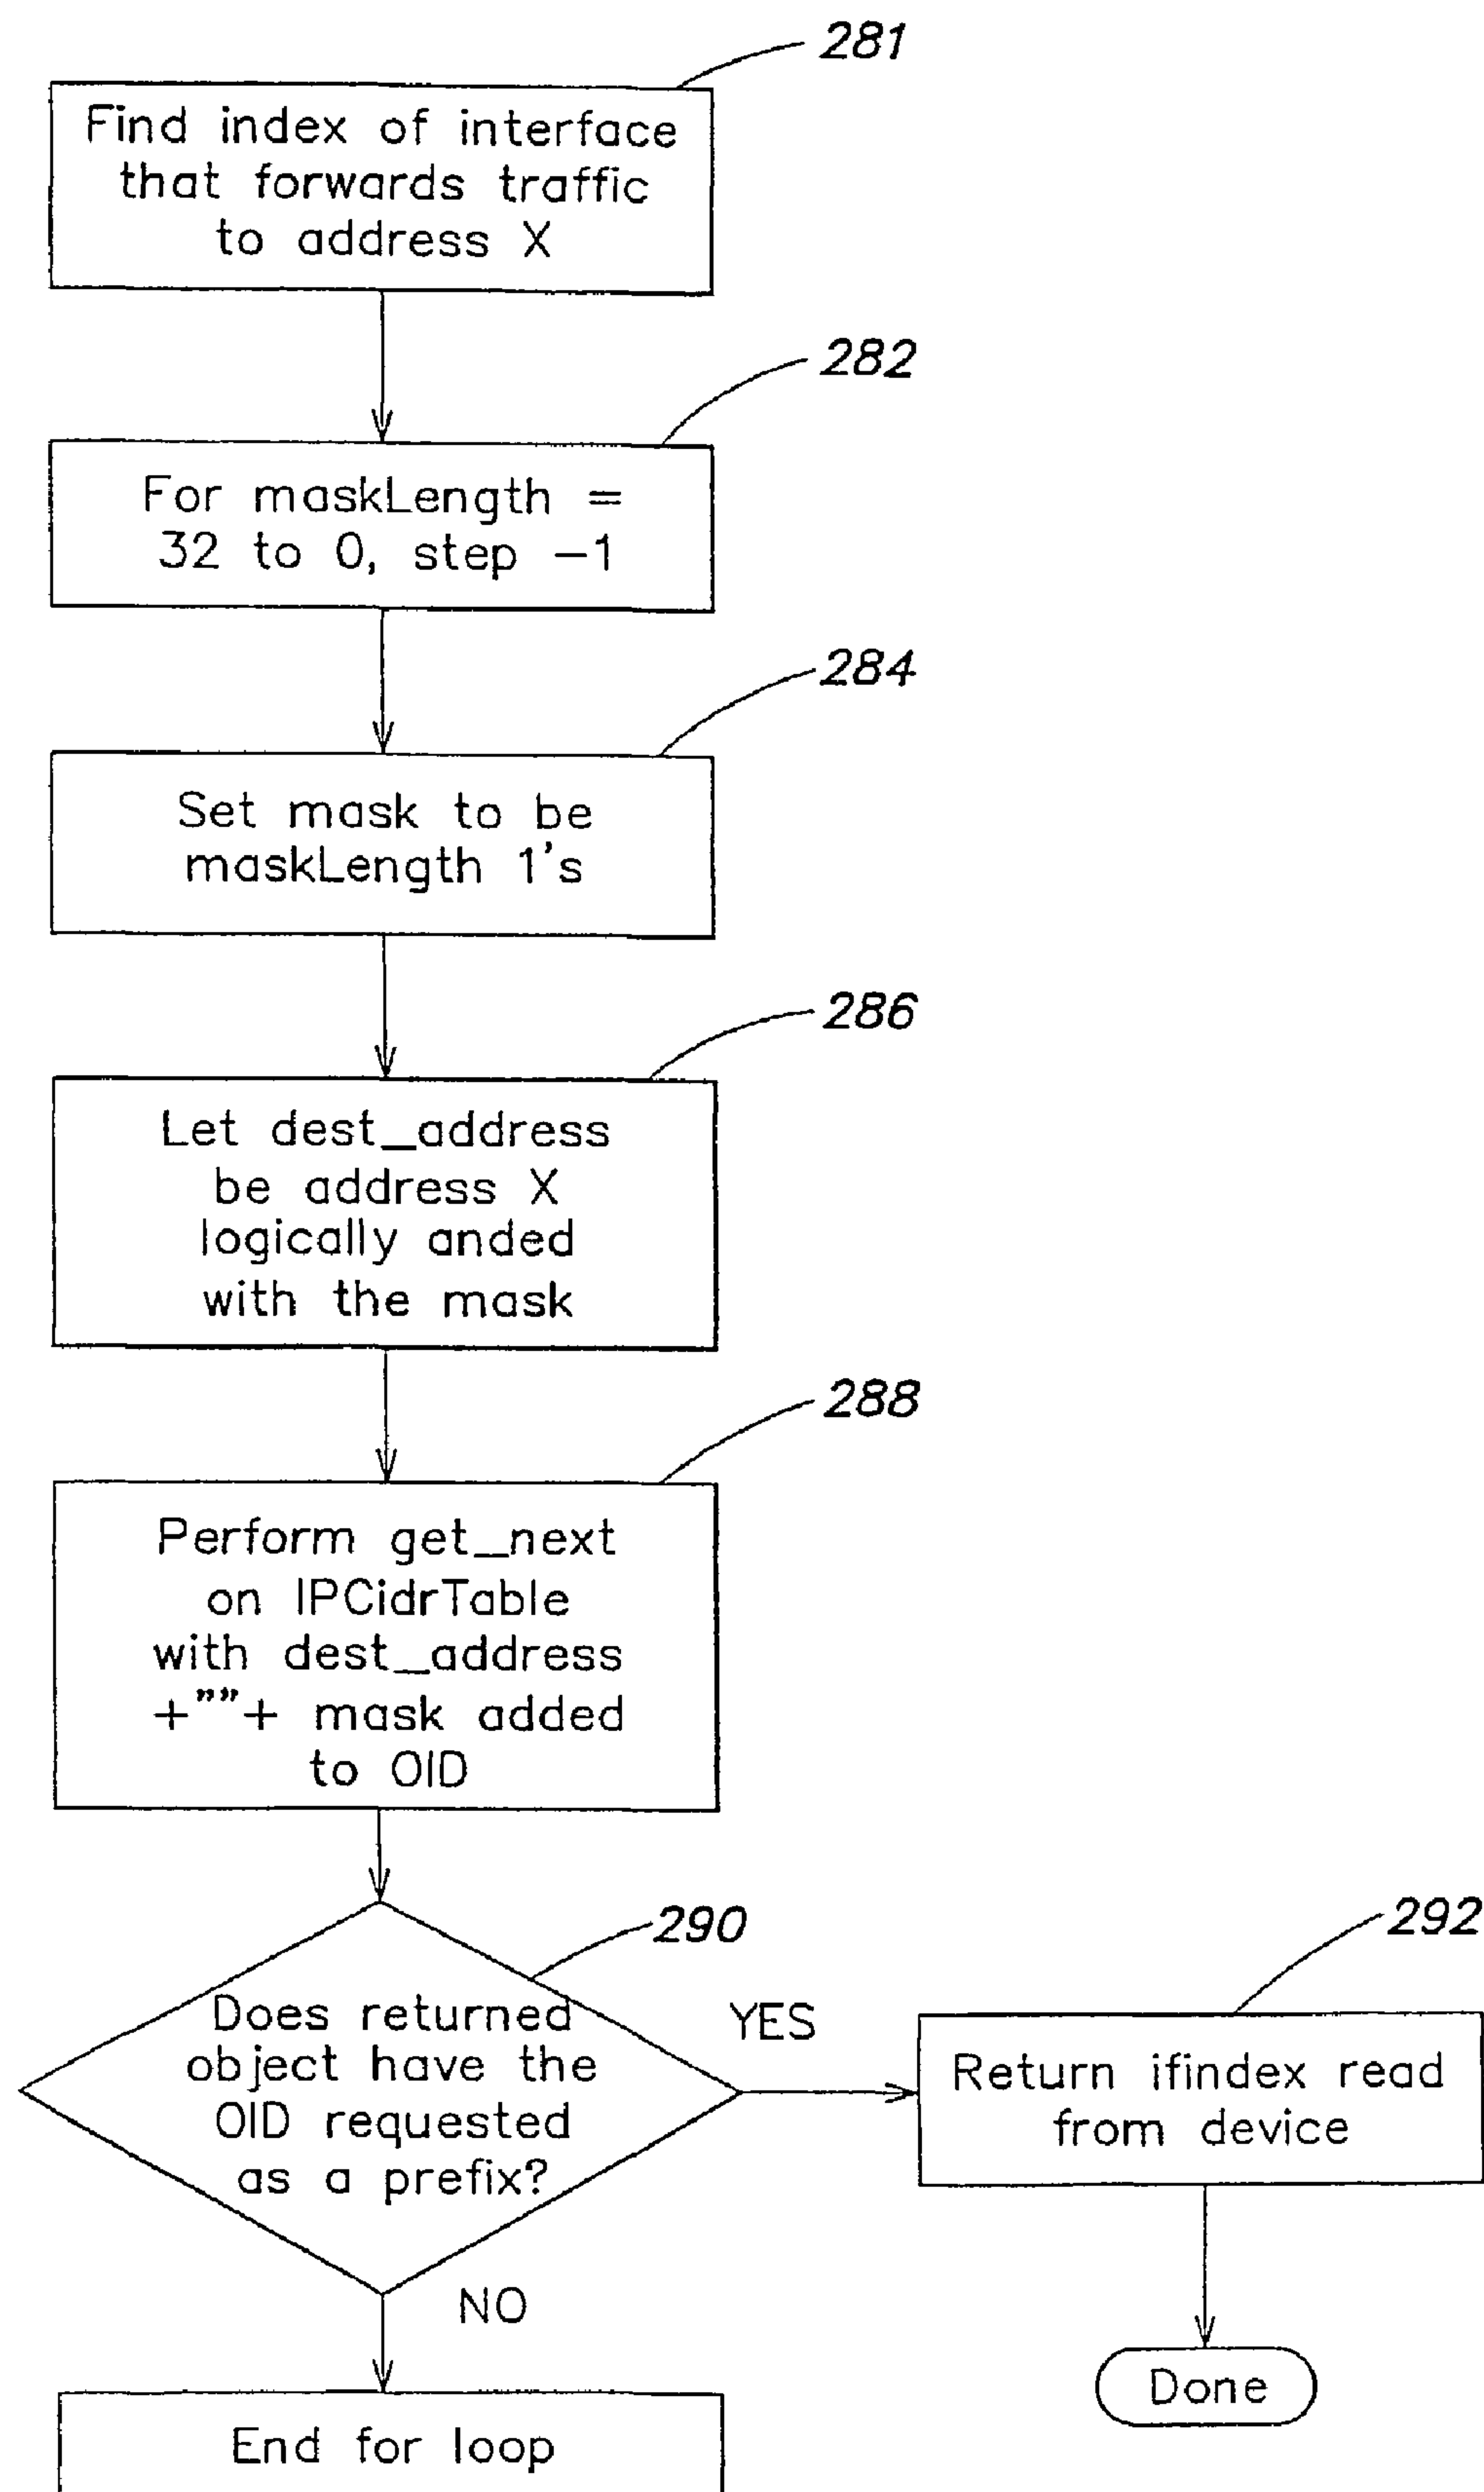 281
Find index of interface
that forwards traffic
to address X
282
For maskLength =
32 to 0, step -1
284
Set mask to be
maskLength 1's
286
Let dest_address
be address X
logically anded
with the mask
288
Perform get_next
on IPCidrTable
with dest_address
+""+ mask added
to OID
290
Does returned
object have the
OID requested
as a prefix?
YES
292
Return ifindex read
from device
NO
Done
End for loop